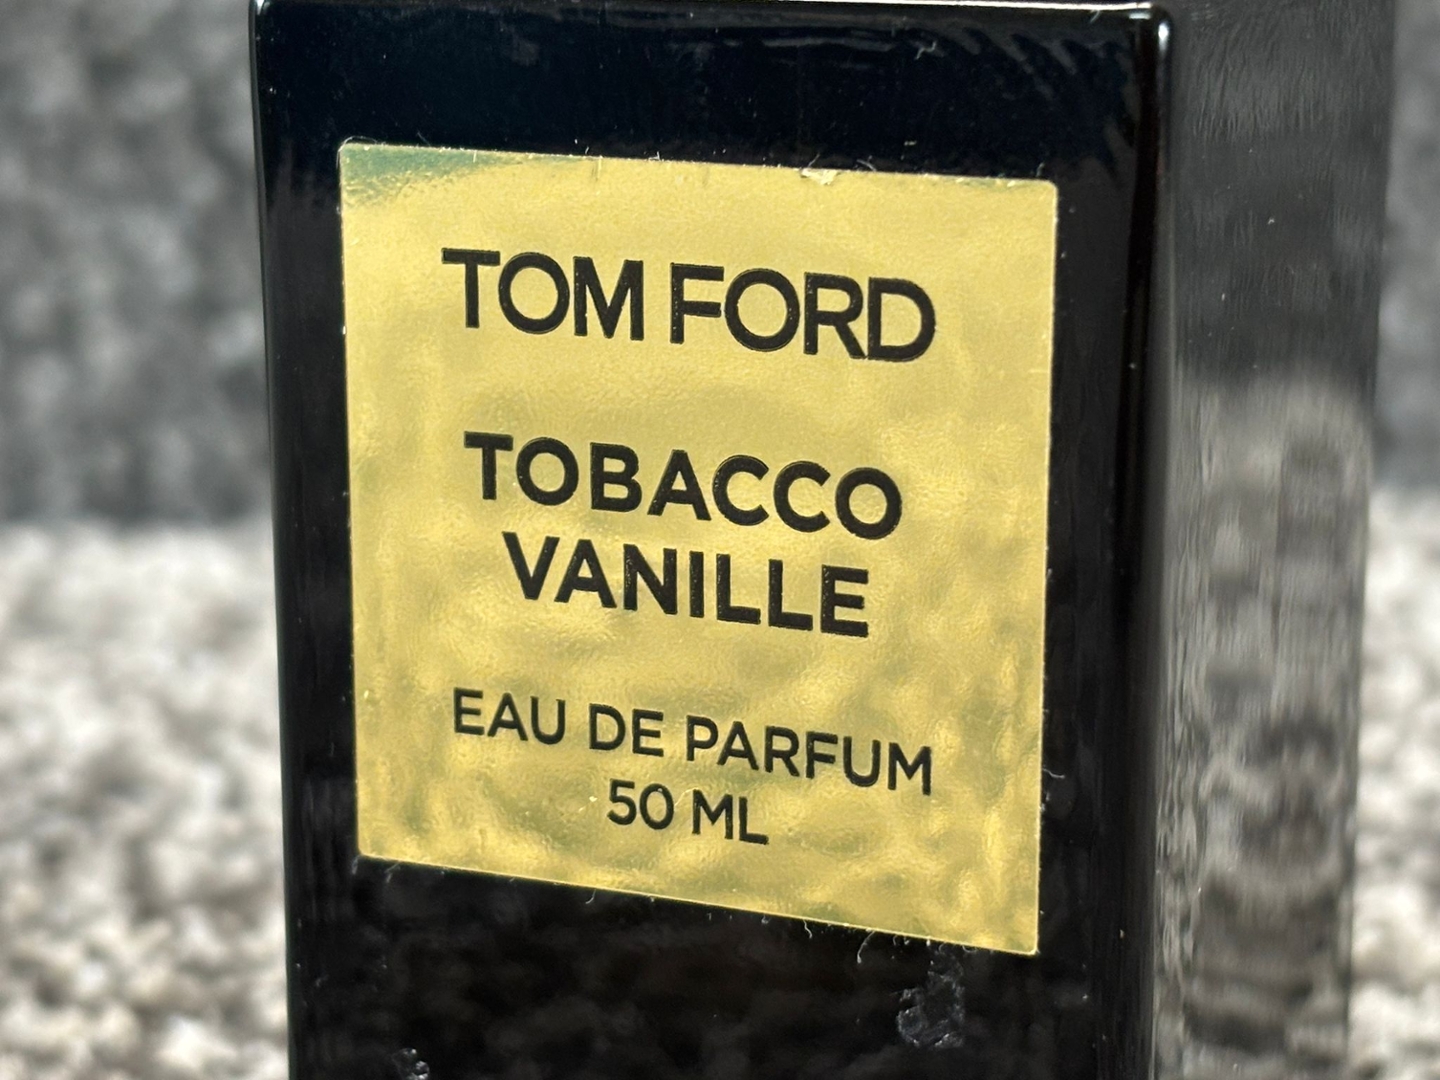 TOM FORD
TOBACCO
VANILLE
EAU DE PARFUM
50 ML